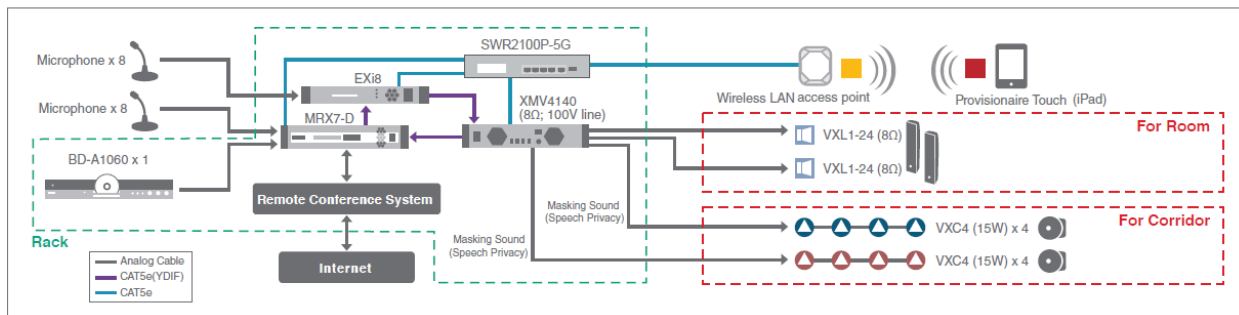 SWR2100P-5G
Microphone x 8
EXi8
XMV4140
(8Ω; 100V line)
Wireless LAN access point
Provisionaire Touch (iPad)
Microphone x 8
MRX7-D
For Room
VXL1-24 (8Ω)
BD-A1060 x 1
VXL1-24 (8Ω)
Remote Conference System
Masking Sound
(Speech Privacy)
For Corridor
VXC4 (15W) x 4
Rack
Masking Sound
(Speech Privacy)
VXC4 (15W) x 4
Internet
Analog Cable
CAT5e(YDIF)
CAT5e